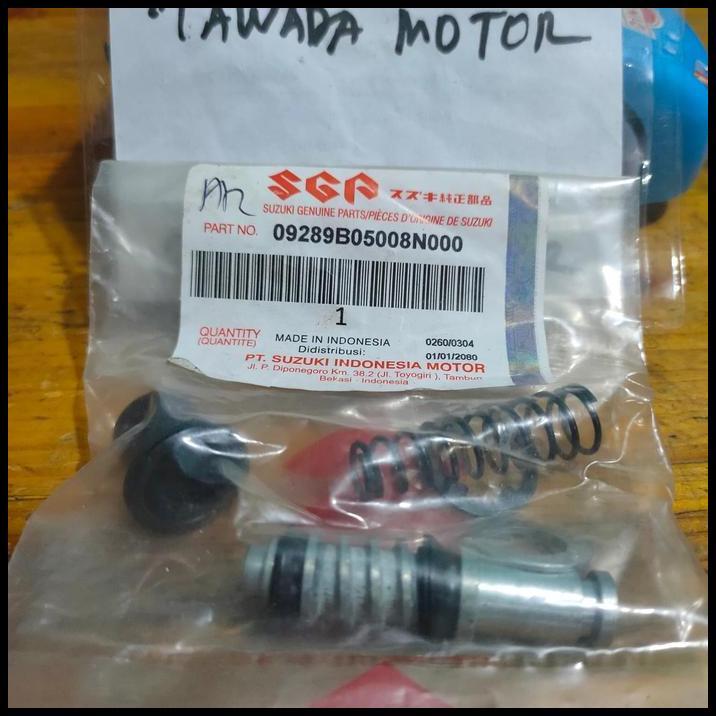 TAWADA MOTOR
SGP スズキ純正部品
SUZUKI GENUINE PARTS/PIÈCES D'ORIGINE DE SUZUKI
PART NO. 09289B05008N000
1
QUANTITY
(QUANTITE)
MADE IN INDONESIA 0260/0304
Didistribusi: 01/01/2080
PT. SUZUKI INDONESIA MOTOR
Jl. P. Diponegoro Km. 38.2 (Jl. Toyogiri ), Tambun
Bekasi - Indonesia